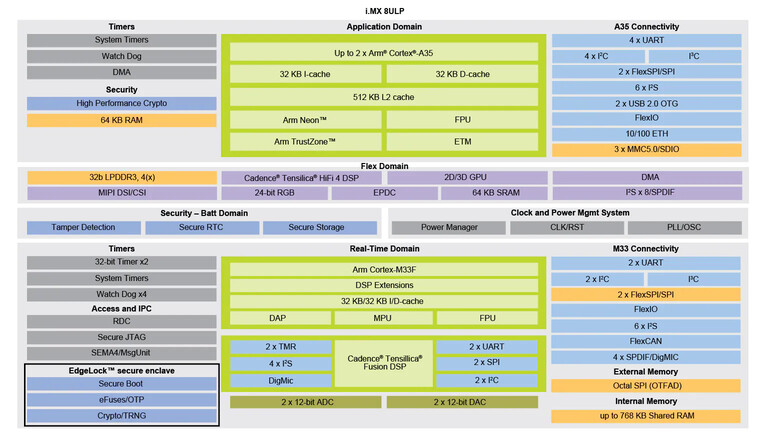 i.MX 8ULP
Timers
System Timers
Watch Dog
DMA
Security
High Performance Crypto
64 KB RAM
Application Domain
Up to 2 x Arm® Cortex®-A35
32 KB I-cache
32 KB D-cache
512 KB L2 cache
Arm Neon™
FPU
Arm TrustZone™
ETM
A35 Connectivity
4 x UART
4 x I²C
I²C
2 x FlexSPI/SPI
6 x I²S
2 x USB 2.0 OTG
FlexIO
10/100 ETH
3 x MMC5.0/SDIO
Flex Domain
32b LPDDR3, 4(x)
Cadence® Tensilica® HiFi 4 DSP
2D/3D GPU
DMA
MIPI DSI/CSI
24-bit RGB
EPDC
64 KB SRAM
I²S x 8/SPDIF
Security – Batt Domain
Tamper Detection
Secure RTC
Secure Storage
Clock and Power Mgmt System
Power Manager
CLK/RST
PLL/OSC
Timers
32-bit Timer x2
System Timers
Watch Dog x4
Access and IPC
RDC
Secure JTAG
SEMA4/MsgUnit
EdgeLock™ secure enclave
Secure Boot
eFuses/OTP
Crypto/TRNG
Real-Time Domain
Arm Cortex-M33F
DSP Extensions
32 KB/32 KB I/D-cache
DAP
MPU
FPU
2 x TMR
4 x I²S
DigMic
Cadence® Tensillica®
Fusion DSP
2 x UART
2 x SPI
2 x I²C
2 x 12-bit ADC
2 x 12-bit DAC
M33 Connectivity
2 x UART
2 x I²C
I²C
2 x FlexSPI/SPI
FlexIO
6 x I²S
FlexCAN
4 x SPDIF/DigMIC
External Memory
Octal SPI (OTFAD)
Internal Memory
up to 768 KB Shared RAM